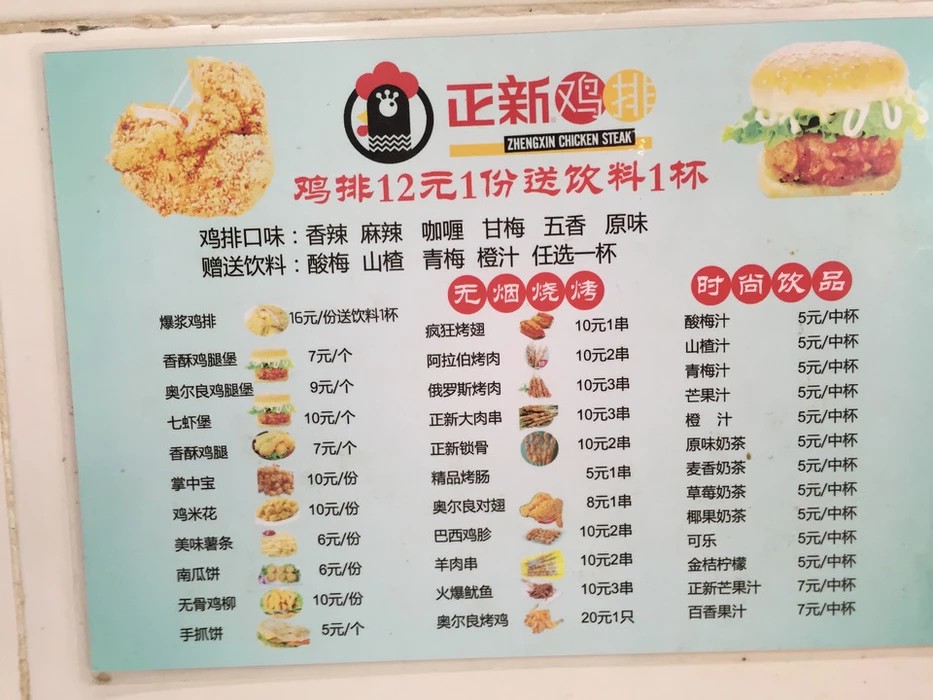 正新鸡排
ZHENGXIN CHICKEN STEAK
鸡排12元1份送饮料1杯
鸡排口味：香辣 麻辣 咖喱 甘梅 五香 原味
赠送饮料：酸梅 山楂 青梅 橙汁 任选一杯
爆浆鸡排 16元/份送饮料1杯
香酥鸡腿堡 7元/个
奥尔良鸡腿堡 9元/个
七虾堡 10元/个
香酥鸡腿 7元/个
掌中宝 10元/份
鸡米花 10元/份
美味薯条 6元/份
南瓜饼 6元/份
无骨鸡柳 10元/份
手抓饼 5元/个
无烟烧烤
疯狂烤翅 10元1串
阿拉伯烤肉 10元2串
俄罗斯烤肉 10元3串
正新大肉串 10元3串
正新锁骨 10元2串
精品烤肠 5元1串
奥尔良对翅 8元1串
巴西鸡胗 10元2串
羊肉串 10元2串
火爆鱿鱼 10元3串
奥尔良烤鸡 20元1只
时尚饮品
酸梅汁 5元/中杯
山楂汁 5元/中杯
青梅汁 5元/中杯
芒果汁 5元/中杯
橙 汁 5元/中杯
原味奶茶 5元/中杯
麦香奶茶 5元/中杯
草莓奶茶 5元/中杯
椰果奶茶 5元/中杯
可乐 5元/中杯
金桔柠檬 5元/中杯
正新芒果汁 7元/中杯
百香果汁 7元/中杯